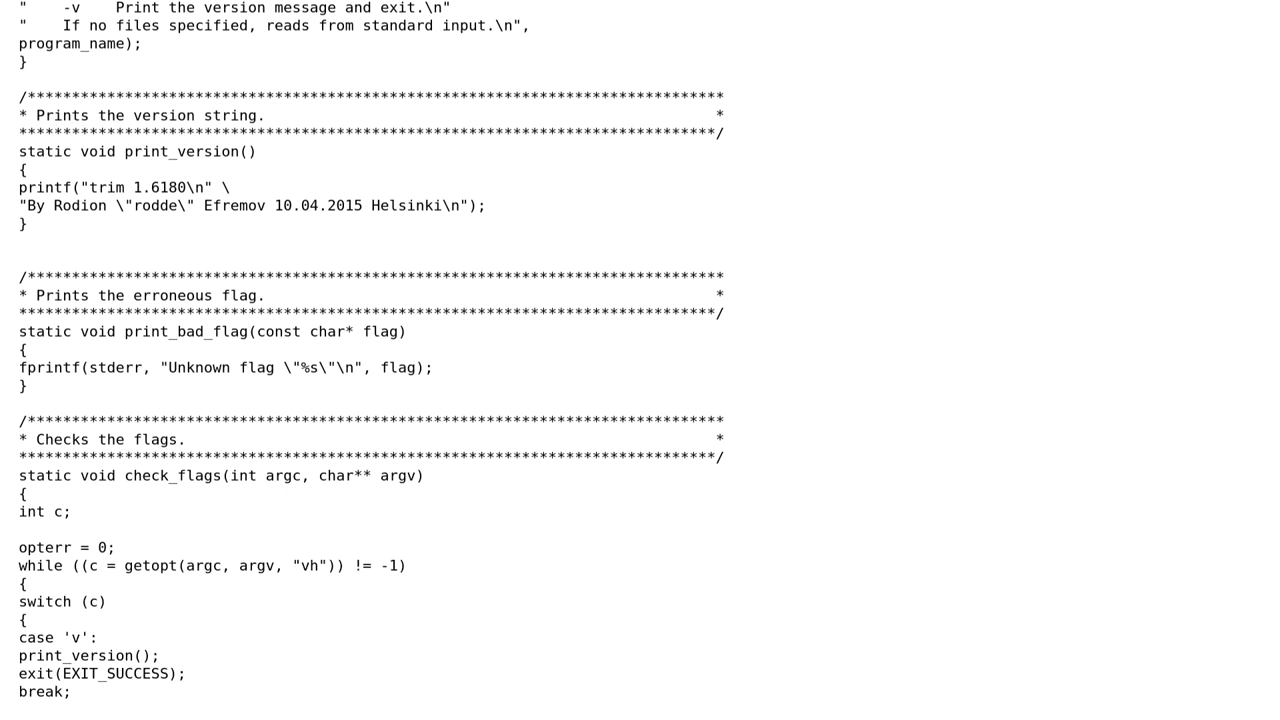 "    -v    Print the version message and exit.\n"
"    If no files specified, reads from standard input.\n",
program_name);
}
/*******************************************************************************
* Prints the version string.                                                   *
*******************************************************************************/
static void print_version()
{
printf("trim 1.6180\n" \
"By Rodion \"rodde\" Efremov 10.04.2015 Helsinki\n");
}
/*******************************************************************************
* Prints the erroneous flag.                                                   *
*******************************************************************************/
static void print_bad_flag(const char* flag)
{
fprintf(stderr, "Unknown flag \"%s\"\n", flag);
}
/*******************************************************************************
* Checks the flags.                                                            *
*******************************************************************************/
static void check_flags(int argc, char** argv)
{
int c;
opterr = 0;
while ((c = getopt(argc, argv, "vh")) != -1)
{
switch (c)
{
case 'v':
print_version();
exit(EXIT_SUCCESS);
break;